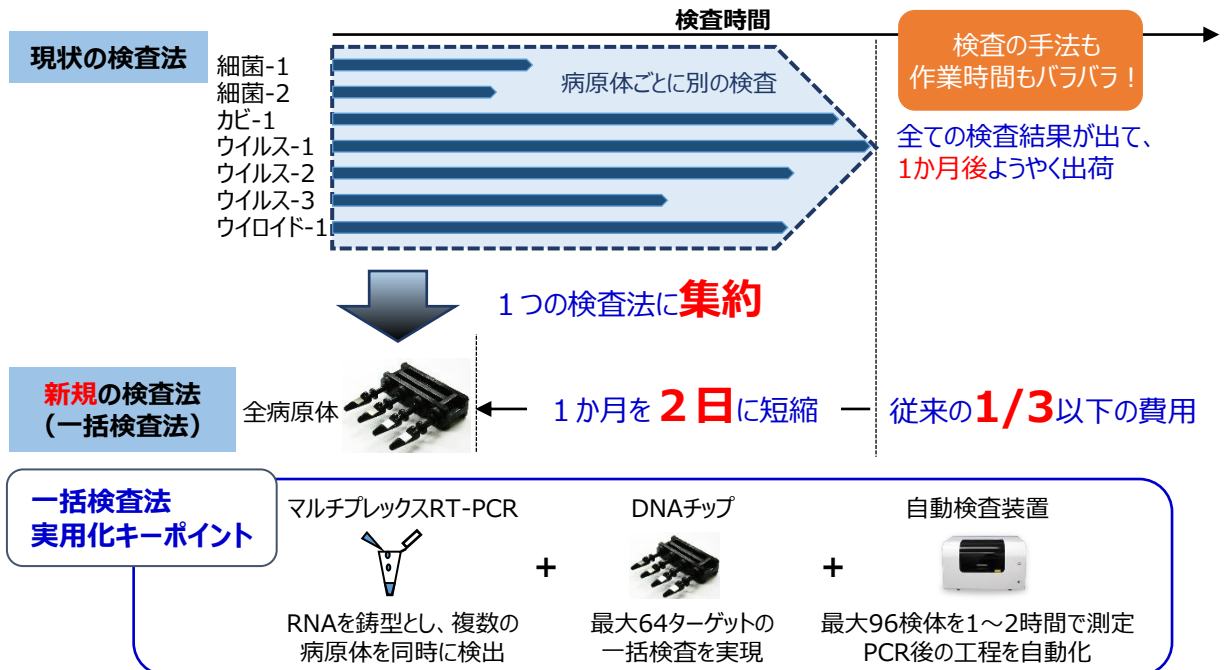 検査時間
現状の検査法
検査の手法も
作業時間もバラバラ！
細菌-1
細菌-2
カビ-1
ウイルス-1
ウイルス-2
ウイルス-3
ウイロイド-1
病原体ごとに別の検査
全ての検査結果が出て、
1か月後ようやく出荷
１つの検査法に集約
新規の検査法
（一括検査法）
全病原体
１か月を２日に短縮
従来の1/3以下の費用
一括検査法
実用化キーポイント
マルチプレックスRT-PCR
RNAを鋳型とし、複数の
病原体を同時に検出
+
DNAチップ
最大64ターゲットの
一括検査を実現
+
自動検査装置
最大96検体を1～2時間で測定
PCR後の工程を自動化